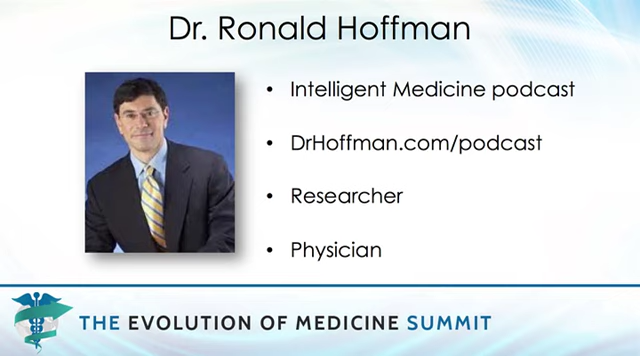 Dr. Ronald Hoffman
• Intelligent Medicine podcast
• DrHoffman.com/podcast
• Researcher
• Physician
THE EVOLUTION OF MEDICINE SUMMIT